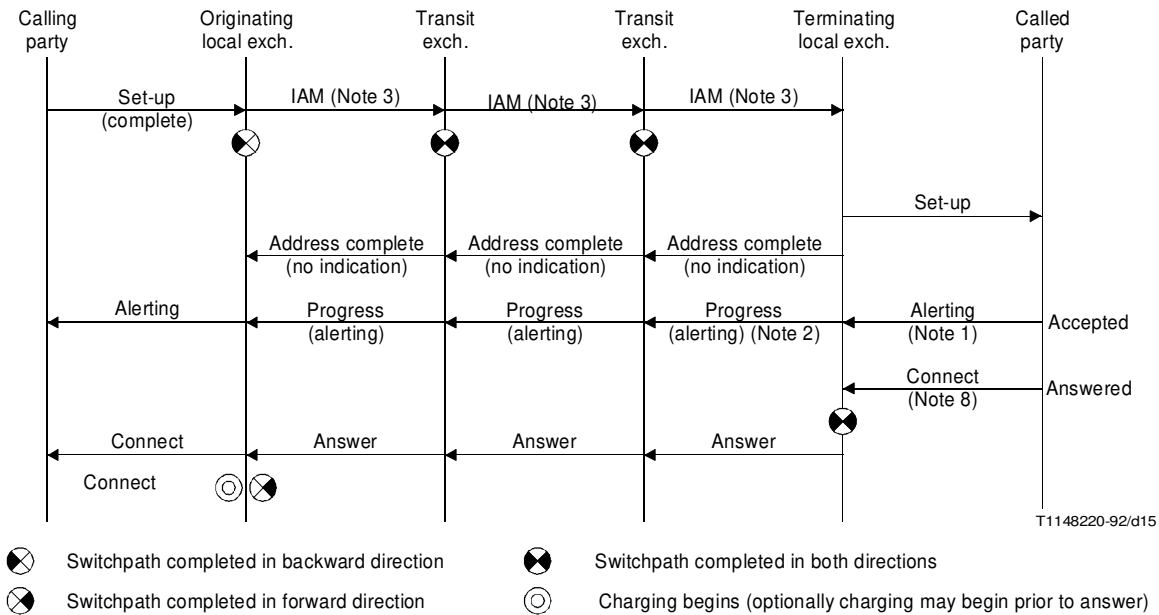 Calling party
Originating local exch.
Transit exch.
Transit exch.
Terminating local exch.
Called party
Set-up (complete)
IAM (Note 3)
IAM (Note 3)
IAM (Note 3)
Set-up
Address complete (no indication)
Address complete (no indication)
Address complete (no indication)
Alerting
Progress (alerting)
Progress (alerting)
Progress (alerting) (Note 2)
Alerting (Note 1)
Accepted
Connect (Note 8)
Answered
Connect
Answer
Answer
Answer
Connect
T1148220-92/d15
Switchpath completed in backward direction
Switchpath completed in both directions
Switchpath completed in forward direction
Charging begins (optionally charging may begin prior to answer)